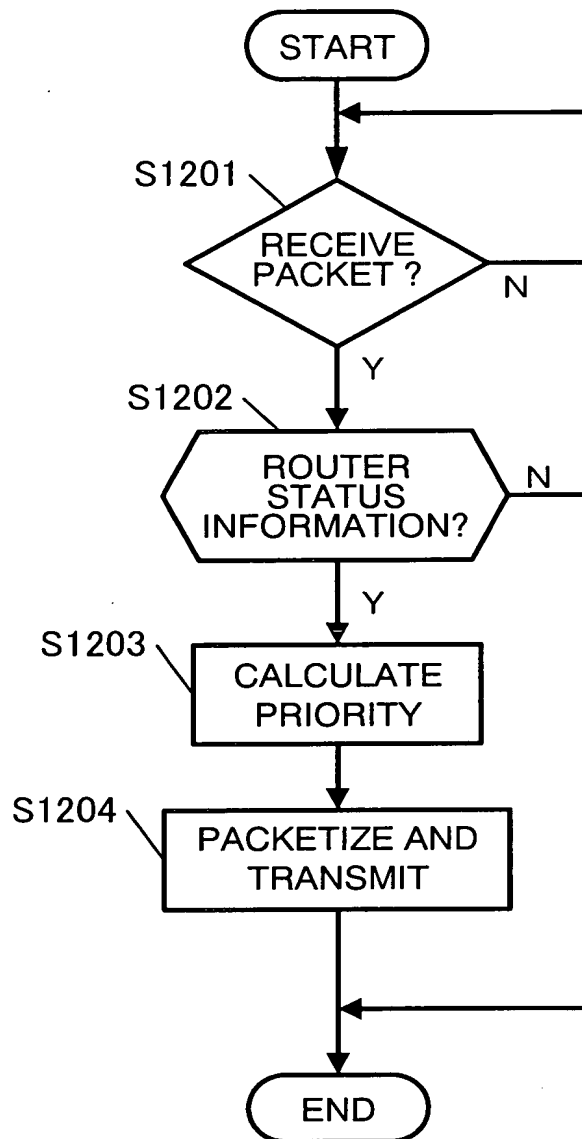 START
S1201
RECEIVE
PACKET ?
N
Y
S1202
ROUTER
STATUS
INFORMATION?
N
Y
S1203
CALCULATE
PRIORITY
S1204
PACKETIZE AND
TRANSMIT
END